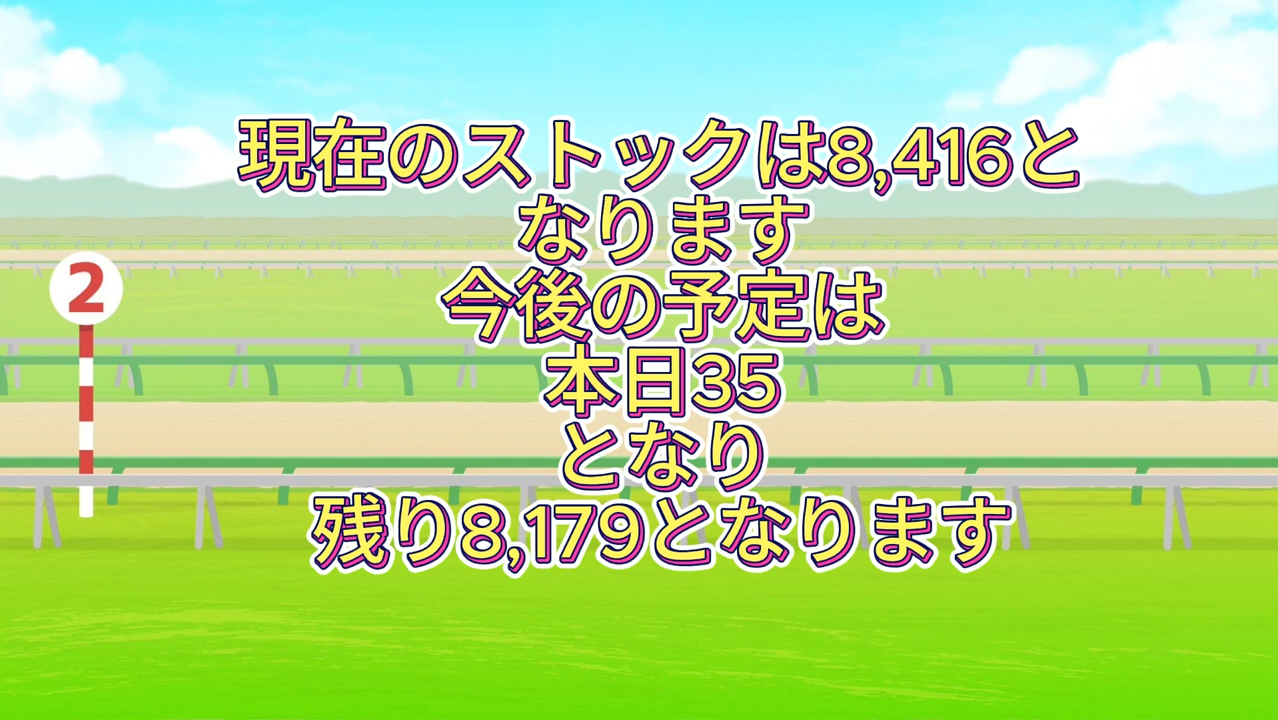 現在のストックは8,416と
なります
今後の予定は
本日35
となり
残り8,179となります
2